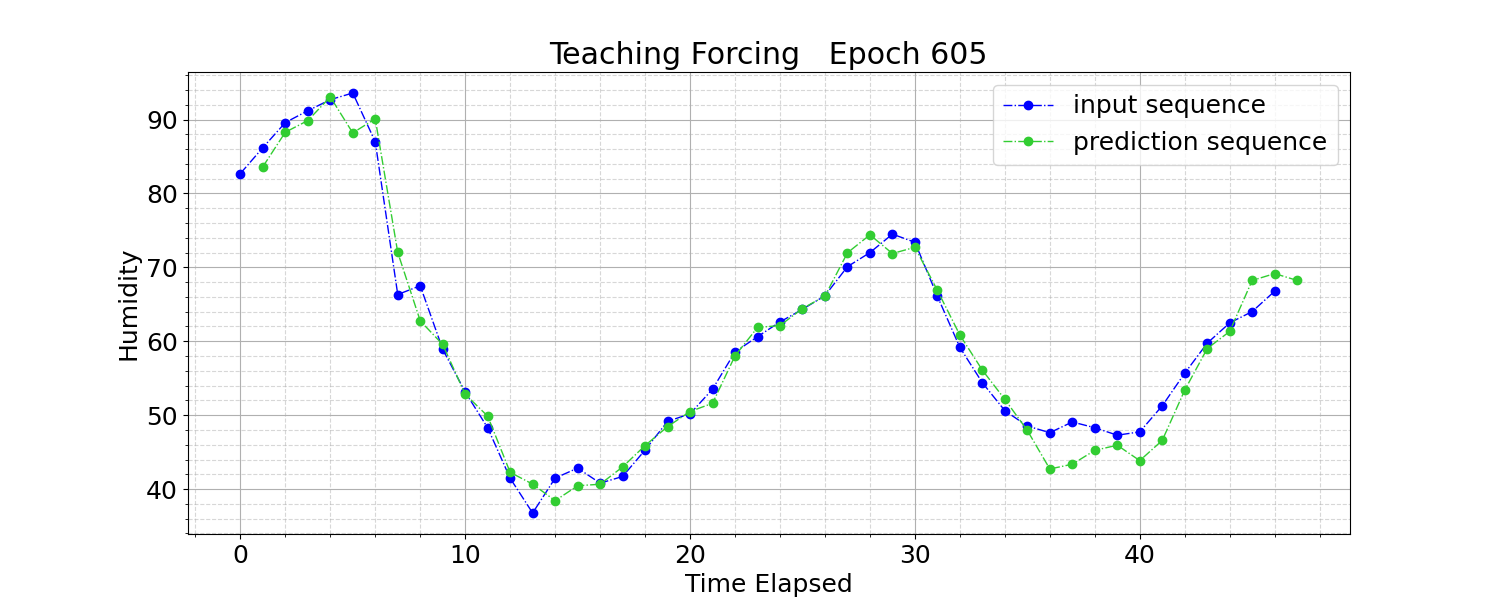 Teaching Forcing   Epoch 605
input sequence
prediction sequence
Humidity
90
80
70
60
50
40
0 10 20 30 40
Time Elapsed